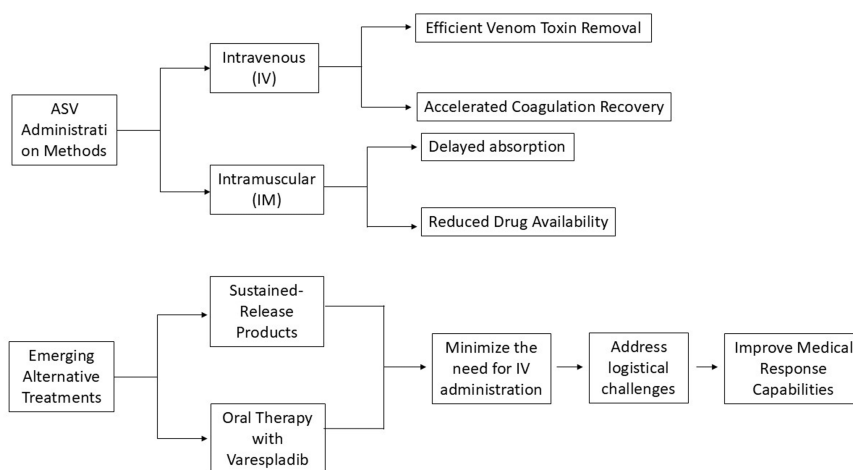 ASV
Administrati
on Methods
Intravenous
(IV)
Efficient Venom Toxin Removal
Accelerated Coagulation Recovery
Intramuscular
(IM)
Delayed absorption
Reduced Drug Availability
Emerging
Alternative
Treatments
Sustained-
Release
Products
Oral Therapy
with
Varespladib
Minimize the
need for IV
administration
Address
logistical
challenges
Improve Medical
Response
Capabilities